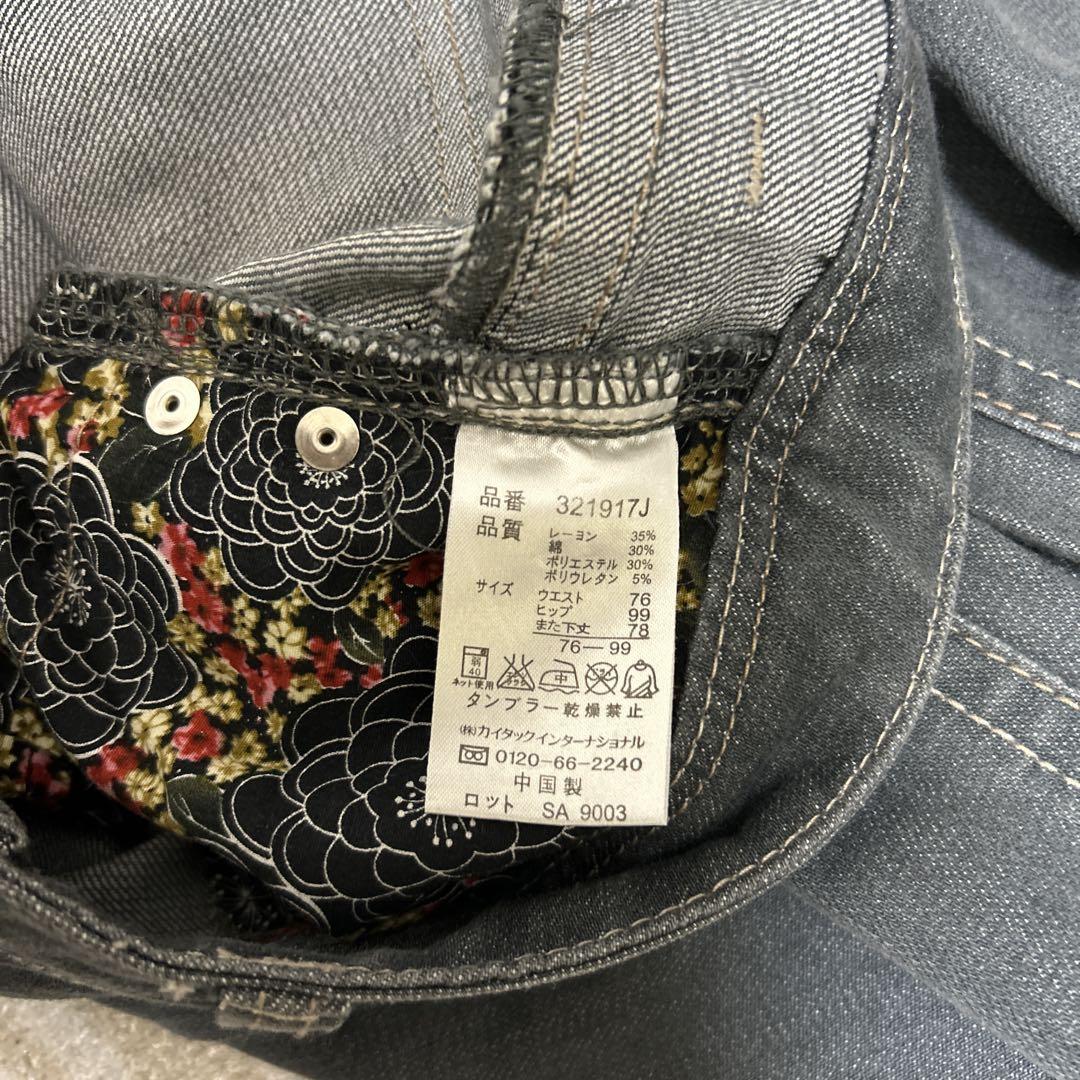 品番 321917J
品質 レーヨン 35%
綿 30%
ポリエステル 30%
ポリウレタン 5%
サイズ ウエスト 76
ヒップ 99
また下丈 78
76—99
弱
40
中
ネット使用
タンブラー乾燥禁止
㈱カイタックインターナショナル
0120-66-2240
中国製
ロット SA 9003